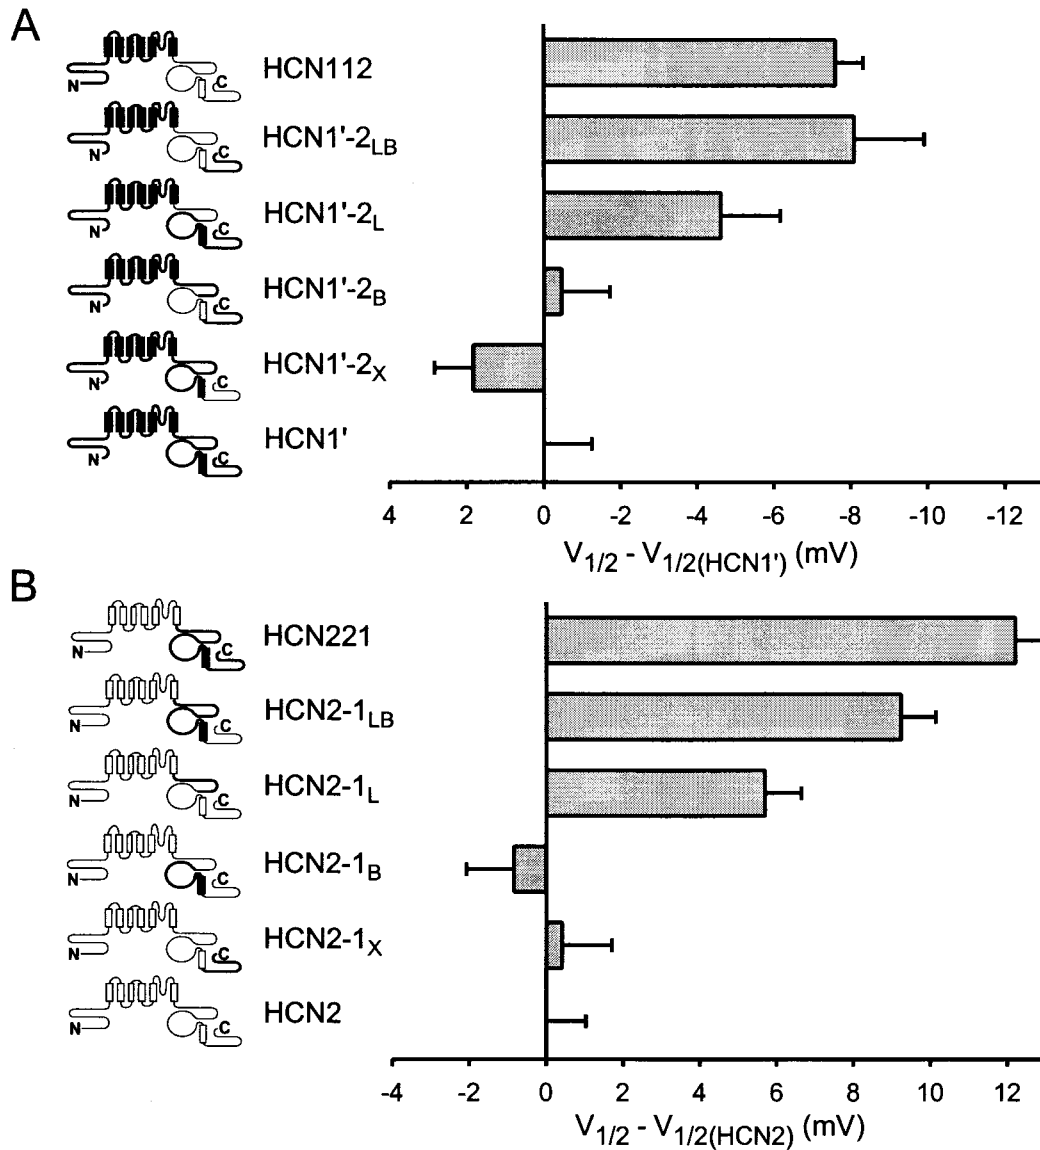 A
N C HCN112
N C HCN1'-2LB
N C HCN1'-2L
N C HCN1'-2B
N C HCN1'-2X
N C HCN1'
4 2 0 -2 -4 -6 -8 -10 -12
V1/2 - V1/2(HCN1') (mV)
B
N C HCN221
N C HCN2-1LB
N C HCN2-1L
N C HCN2-1B
N C HCN2-1X
N C HCN2
-4 -2 0 2 4 6 8 10 12
V1/2 - V1/2(HCN2) (mV)